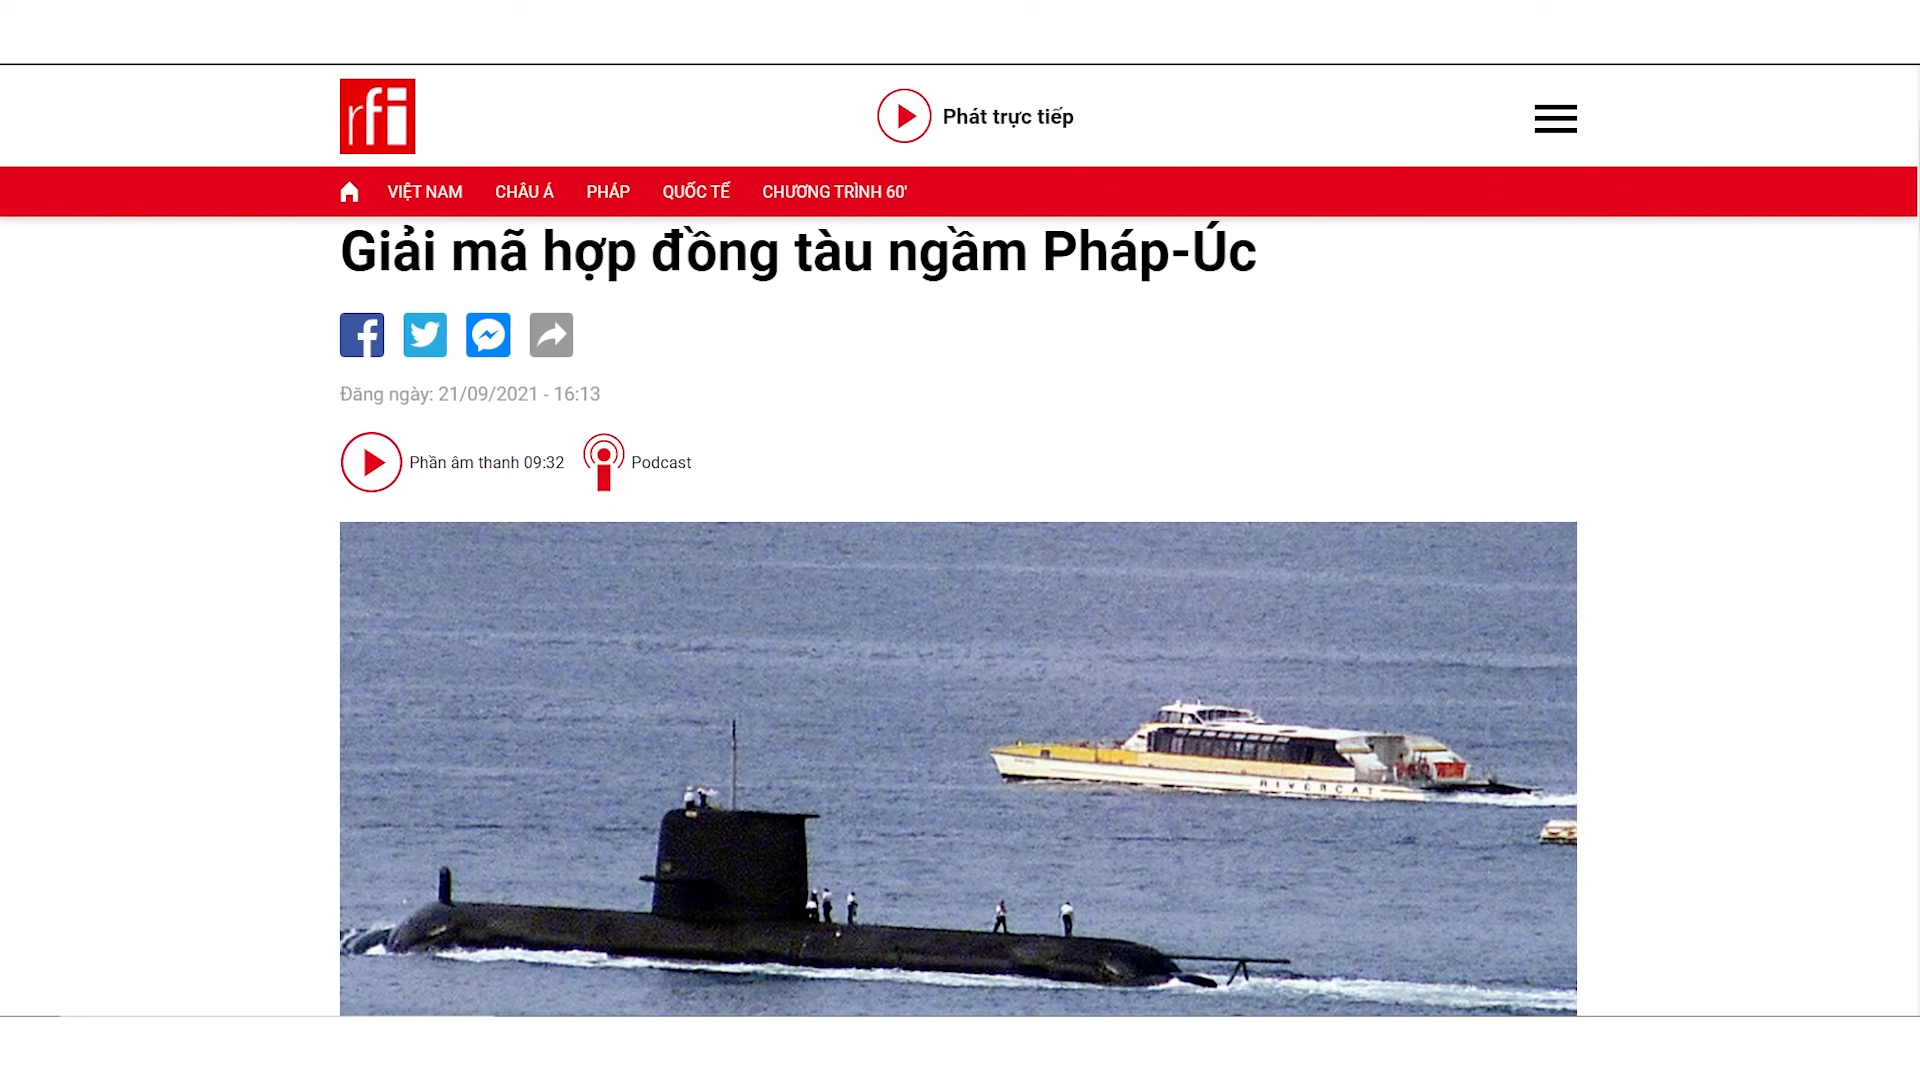 rfi
Phát trực tiếp
VIỆT NAM CHÂU Á PHÁP QUỐC TẾ CHƯƠNG TRÌNH 60'
Giải mã hợp đồng tàu ngầm Pháp-Úc
Đăng ngày: 21/09/2021 - 16:13
Phần âm thanh 09:32 Podcast
RIVERCAT